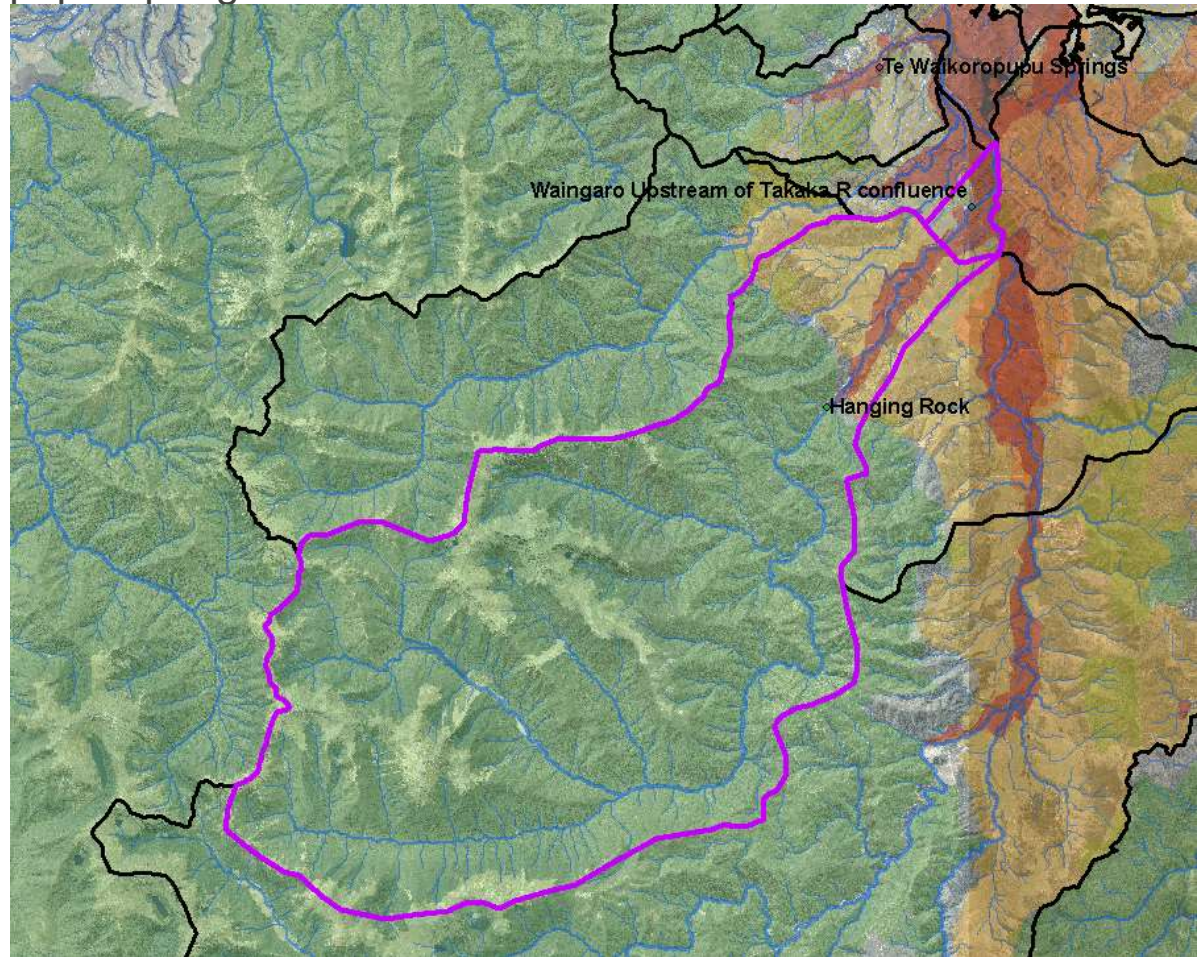 Te Waikoropupu Springs
Waingaro Upstream of Takaka R confluence
Hanging Rock